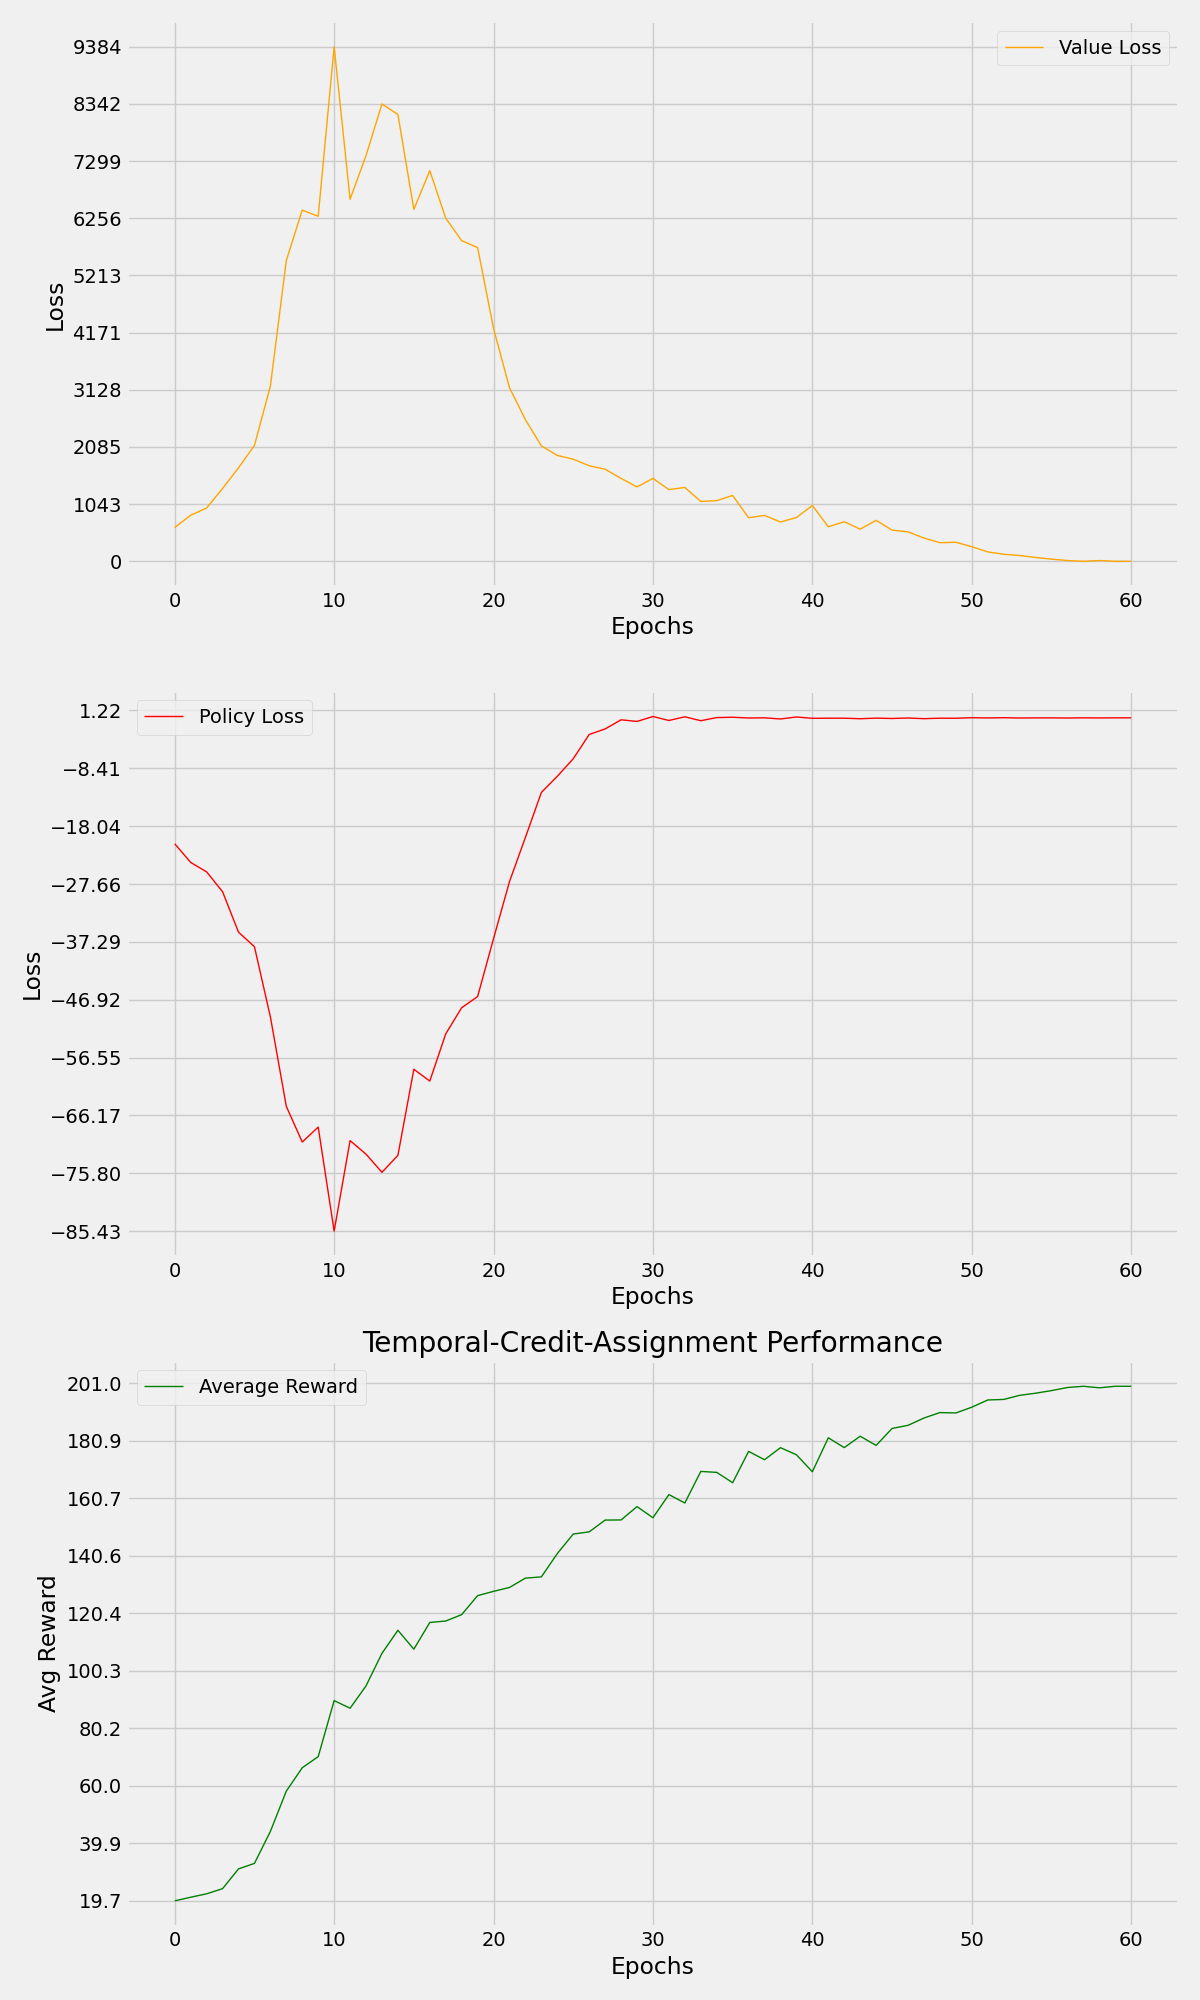 Value Loss
9384
8342
7299
6256
5213
4171
3128
2085
1043
0
Loss
0 10 20 30 40 50 60
Epochs
Policy Loss
1.22
−8.41
−18.04
−27.66
−37.29
−46.92
−56.55
−66.17
−75.80
−85.43
Loss
0 10 20 30 40 50 60
Epochs
Temporal-Credit-Assignment Performance
Average Reward
201.0
180.9
160.7
140.6
120.4
100.3
80.2
60.0
39.9
19.7
Avg Reward
0 10 20 30 40 50 60
Epochs